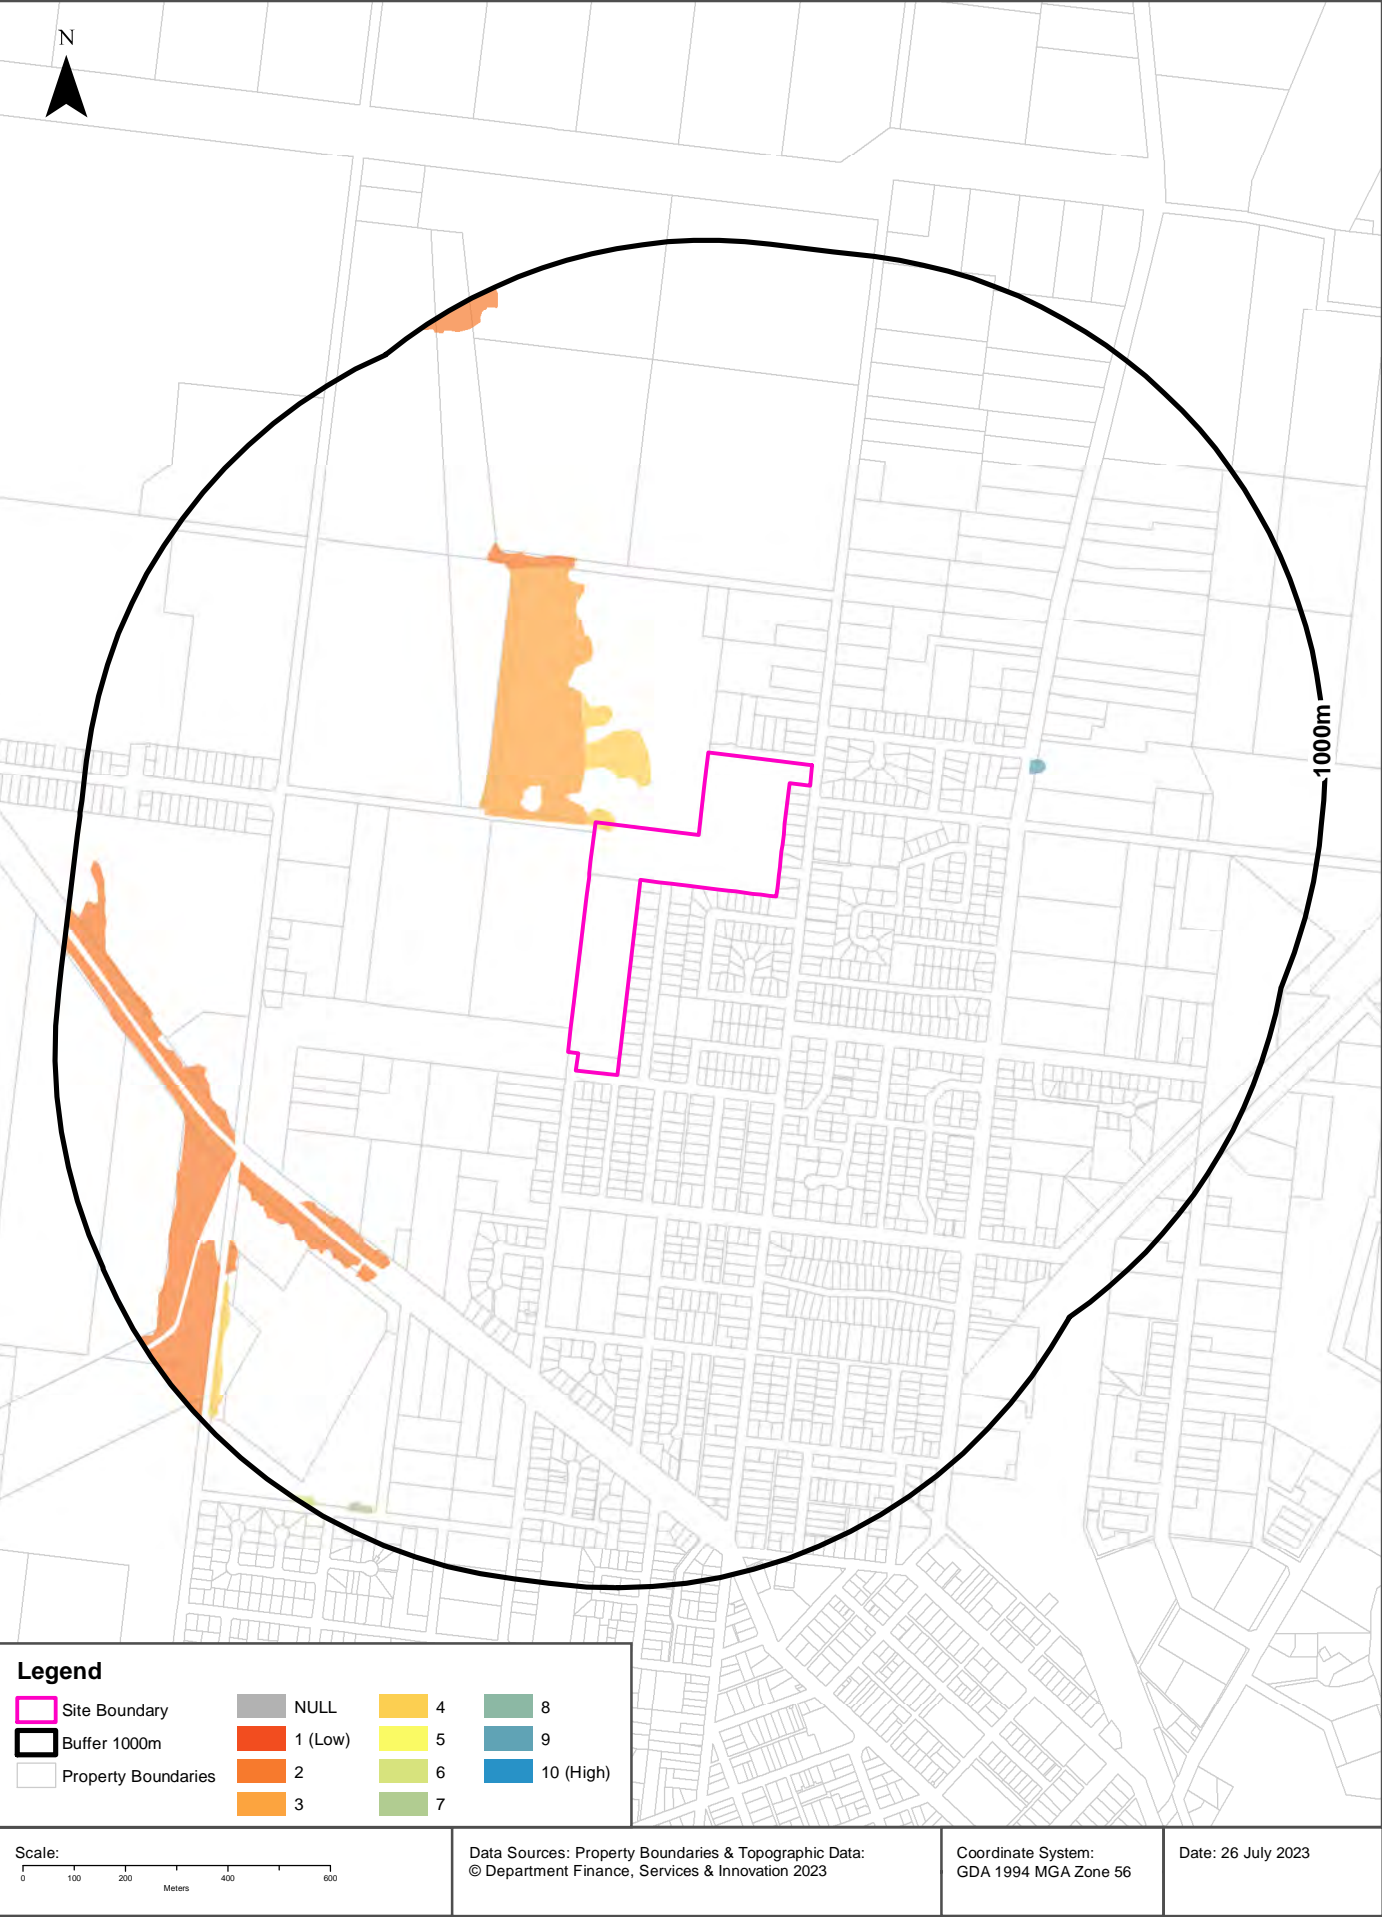 N
1000m
Legend
Site Boundary
Buffer 1000m
Property Boundaries
NULL
1 (Low)
2
3
4
5
6
7
8
9
10 (High)
Scale:
0 100 200 400 600
Meters
Data Sources: Property Boundaries & Topographic Data:
© Department Finance, Services & Innovation 2023
Coordinate System:
GDA 1994 MGA Zone 56
Date: 26 July 2023